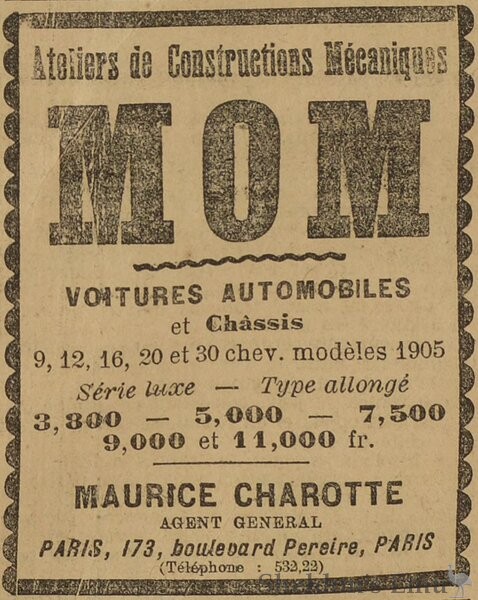 Ateliers de Constructions Mécaniques
MOM
VOITURES AUTOMOBILES
et Châssis
9, 12, 16, 20 et 30 chev. modèles 1905
Série luxe — Type allongé
3,800 — 5,000 — 7,500
9,000 et 11,000 fr.
MAURICE CHAROTTE
AGENT GENERAL
PARIS, 173, boulevard Pereire, PARIS
(Téléphone : 532,22)